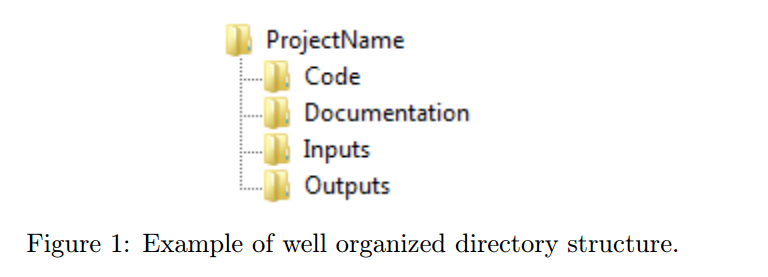 ProjectName
Code
Documentation
Inputs
Outputs
Figure 1: Example of well organized directory structure.